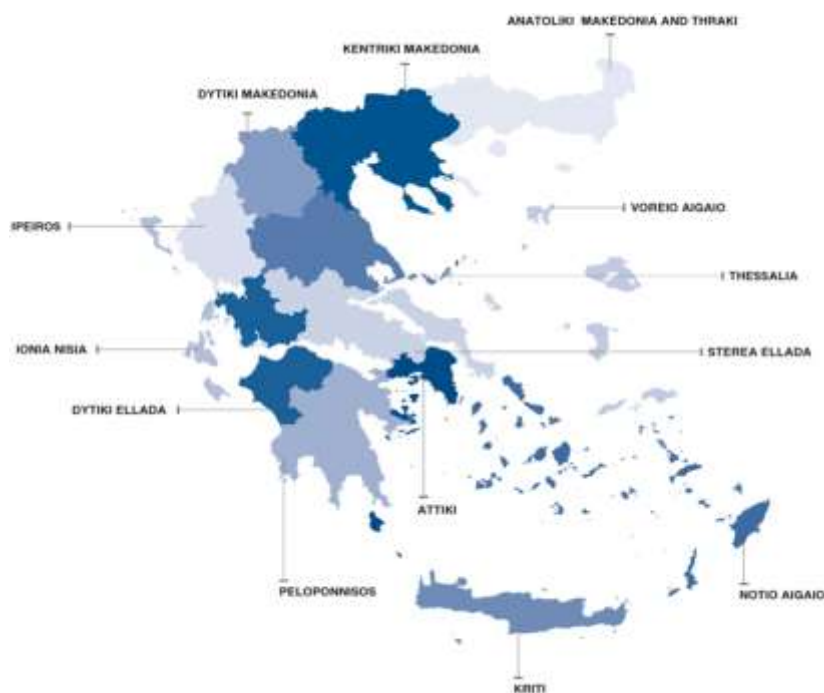 ANATOLIKI MAKEDONIA AND THRAKI
KENTRIKI MAKEDONIA
DYTIKI MAKEDONIA
VOREIO AIGAIO
IPEIROS
THESSALIA
IONIA NISIA
STEREA ELLADA
DYTIKI ELLADA
ATTIKI
PELOPONNISOS
NOTIO AIGAIO
KRITI